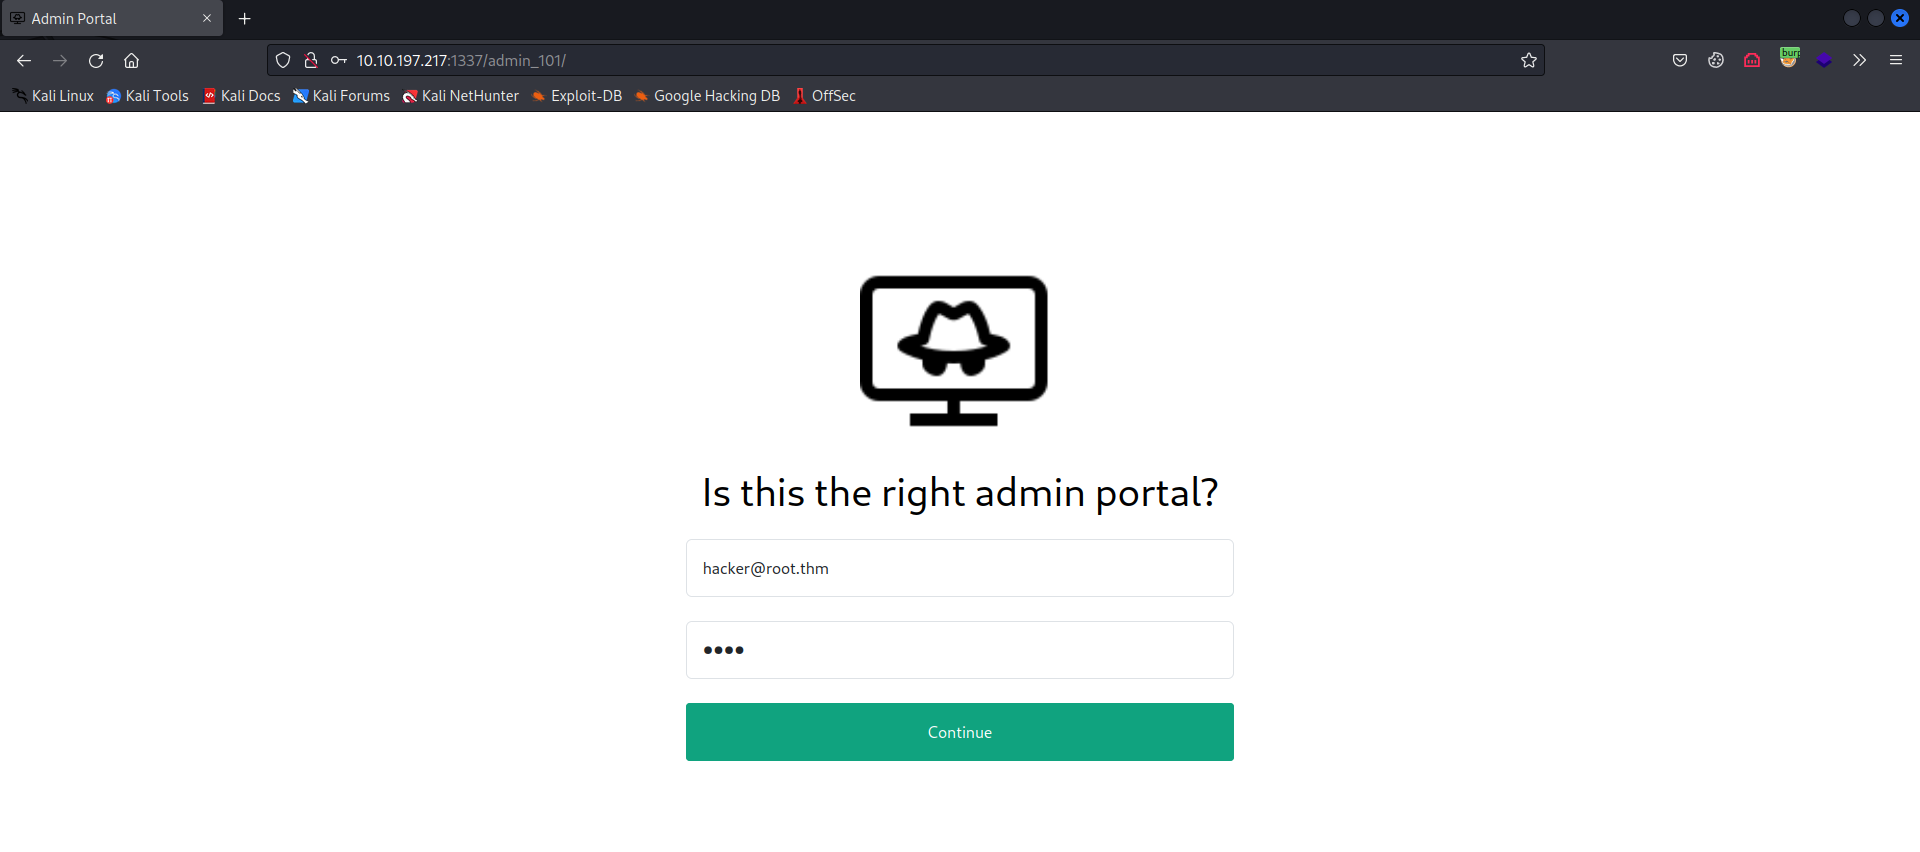 Admin Portal
10.10.197.217:1337/admin_101/
burp
Kali Linux Kali Tools Kali Docs Kali Forums Kali NetHunter Exploit-DB Google Hacking DB OffSec
Is this the right admin portal?
hacker@root.thm
••••
Continue